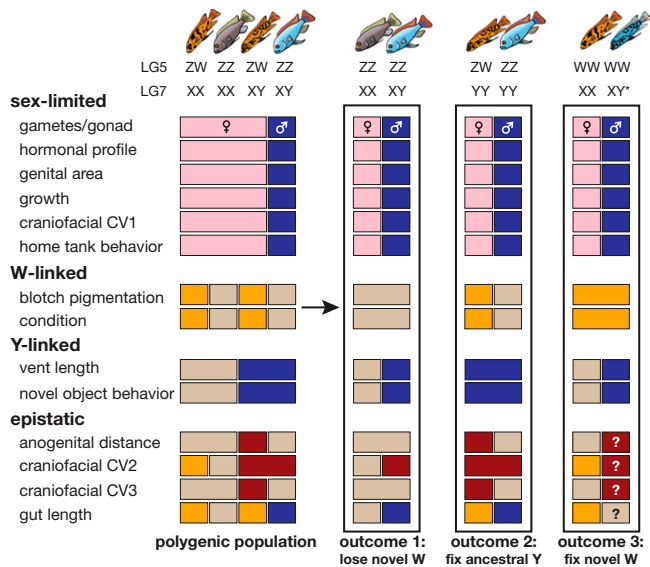 LG5 ZW ZZ ZW ZZ ZZ ZZ ZW ZZ WW WW
LG7 XX XX XY XY XX XY YY YY XX XY*
sex-limited
gametes/gonad ♀ ♂ ♀ ♂ ♀ ♂ ♀ ♂
hormonal profile
genital area
growth
craniofacial CV1
home tank behavior
W-linked
blotch pigmentation
condition
Y-linked
vent length
novel object behavior
epistatic
anogenital distance ?
craniofacial CV2 ?
craniofacial CV3 ?
gut length ?
polygenic population outcome 1: outcome 2: outcome 3:
lose novel W fix ancestral Y fix novel W